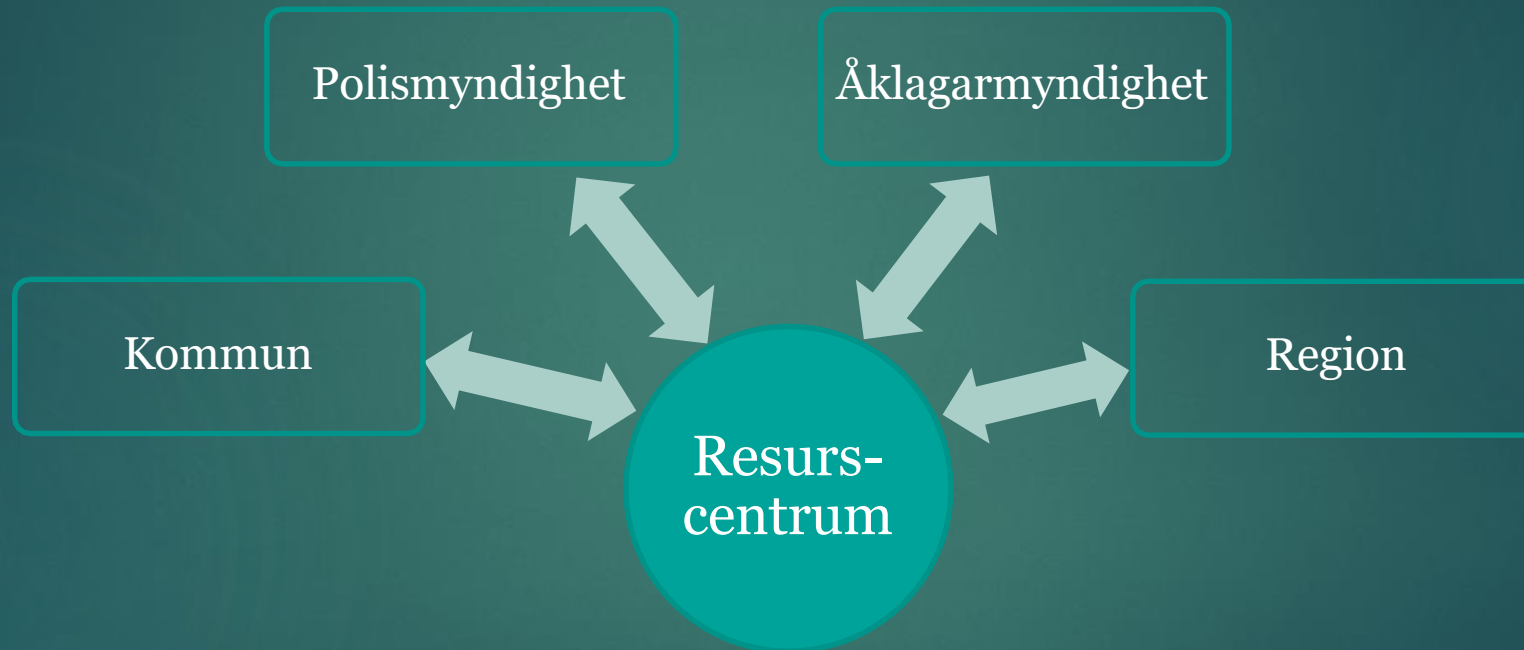 Polismyndighet
Åklagarmyndighet
Kommun
Region
Resurs-
centrum